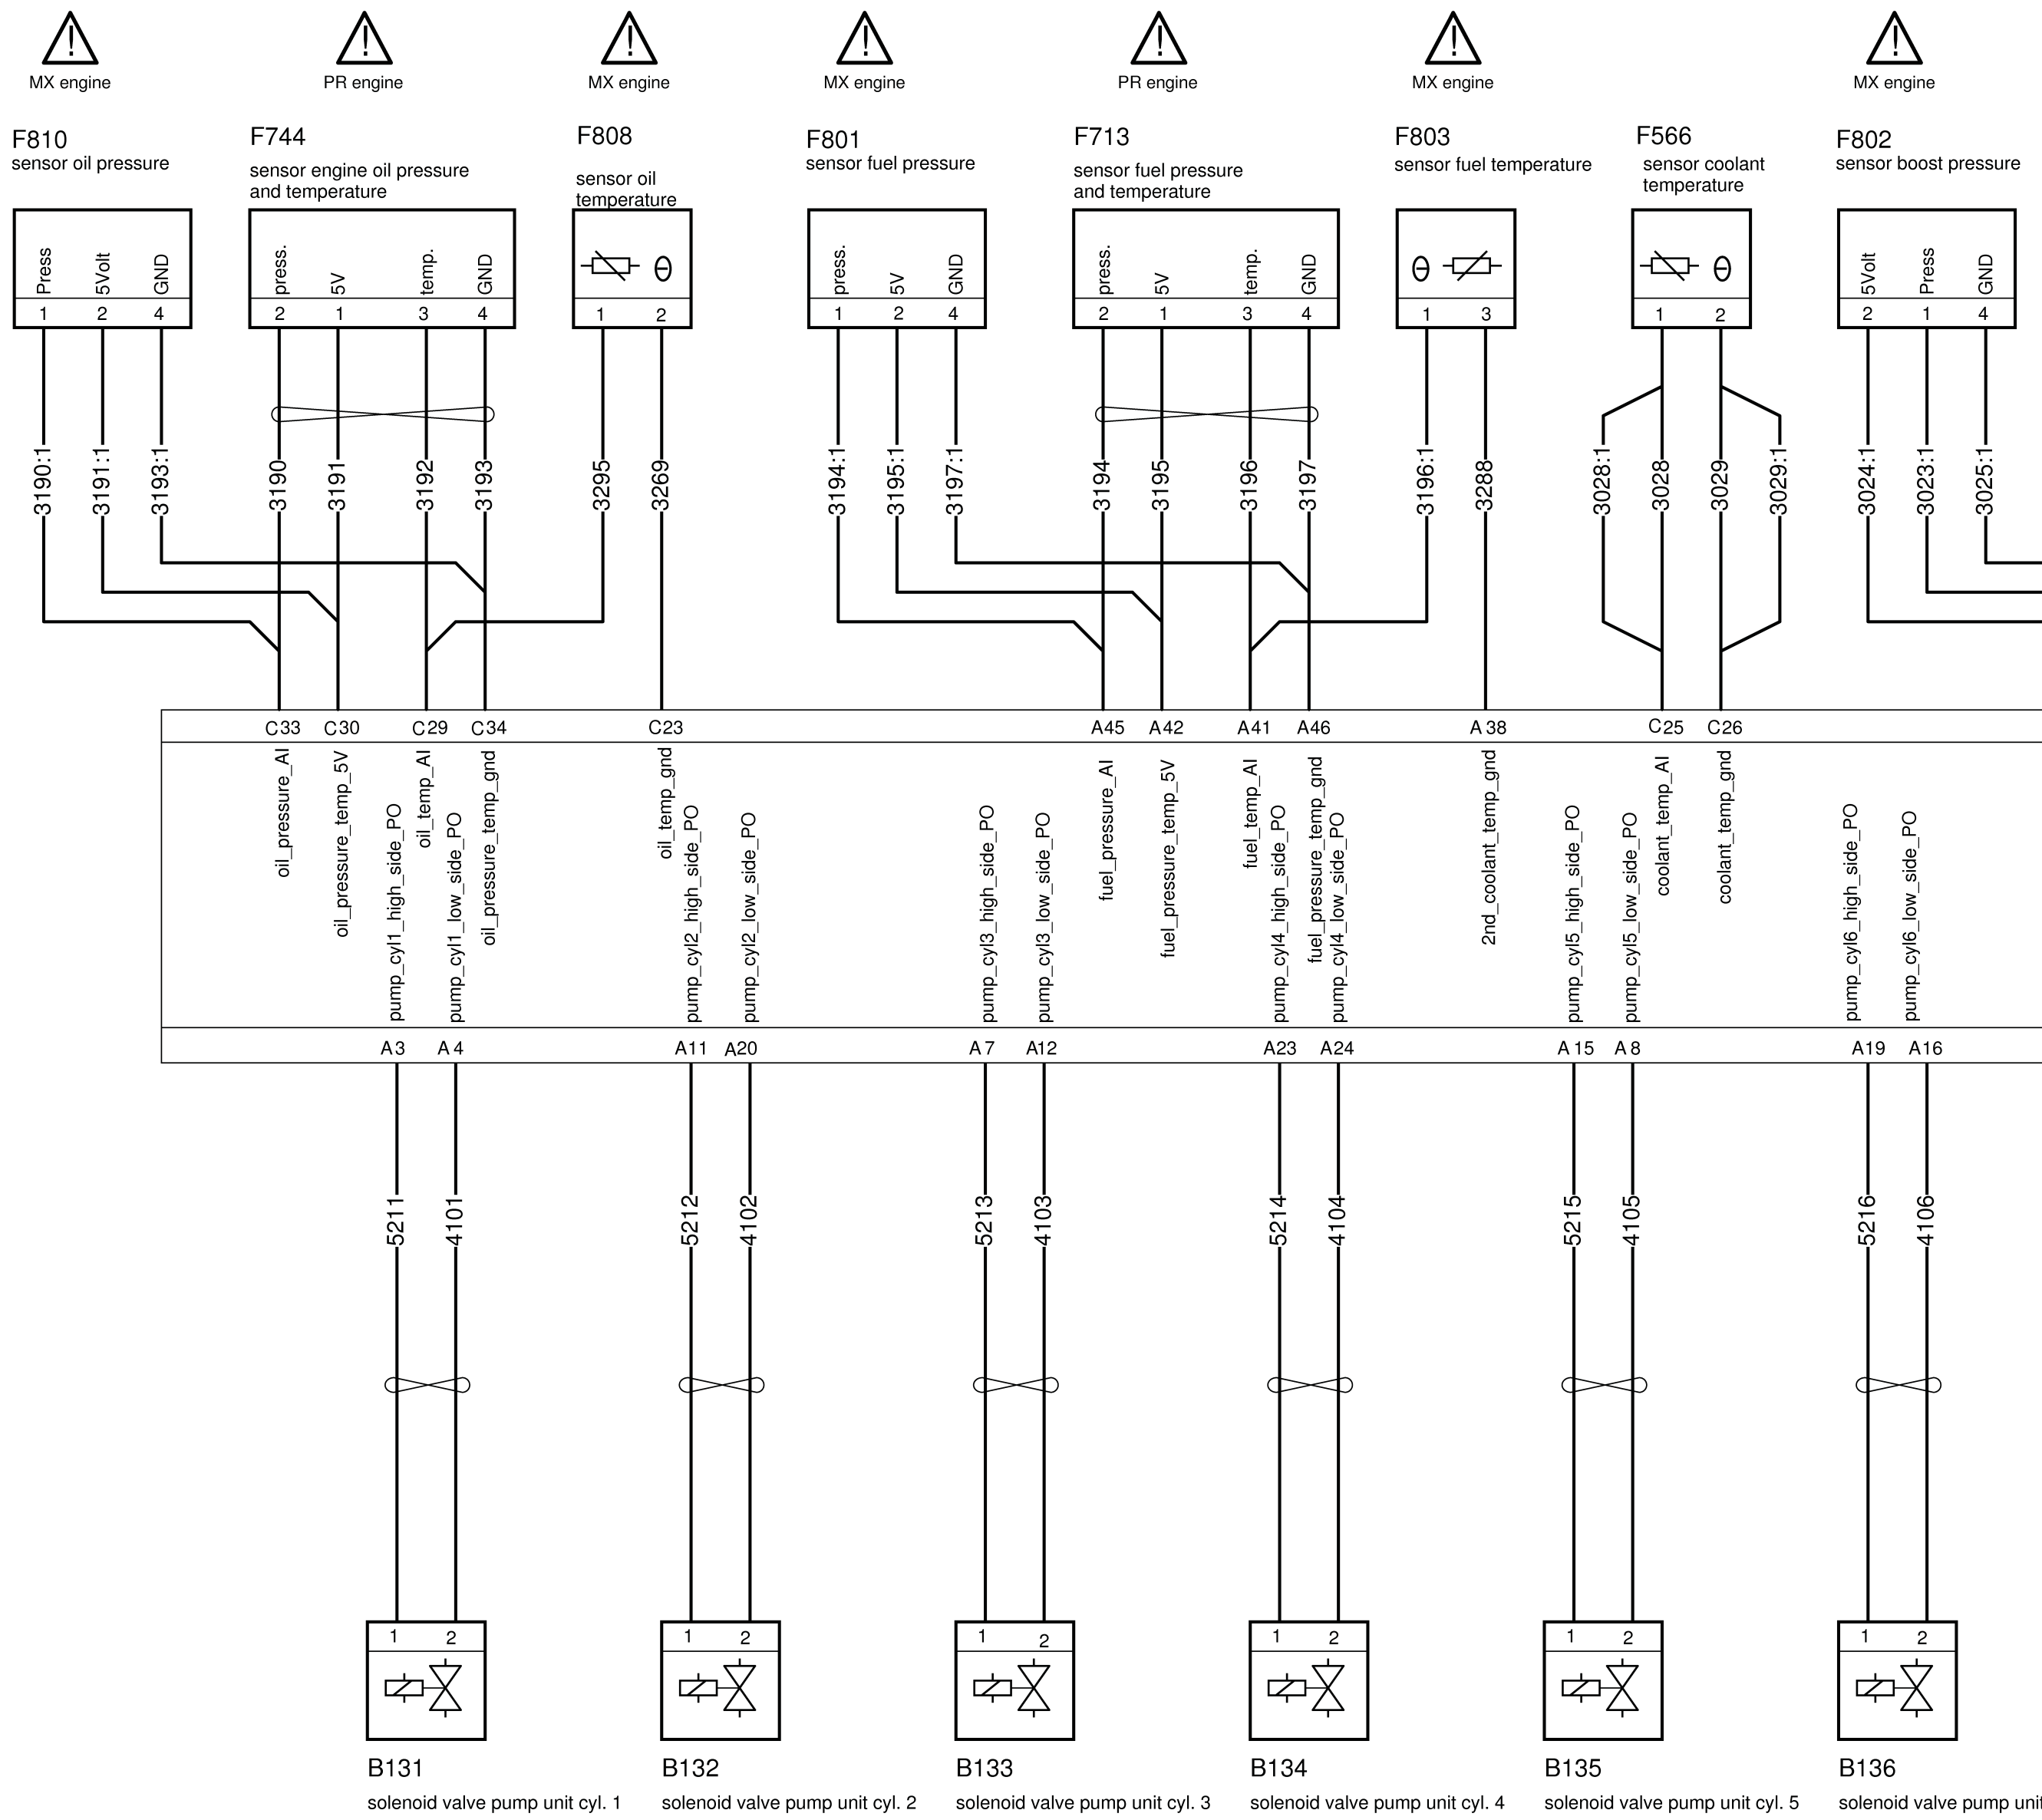 MX engine
PR engine
MX engine
MX engine
PR engine
MX engine
MX engine
F810
sensor oil pressure
F744
sensor engine oil pressure
and temperature
F808
sensor oil
temperature
F801
sensor fuel pressure
F713
sensor fuel pressure
and temperature
F803
sensor fuel temperature
F566
sensor coolant
temperature
F802
sensor boost pressure
Press
5Volt
GND
press.
5V
temp.
GND
press.
5V
GND
press.
5V
temp.
GND
5Volt
Press
GND
1 2 4
2 1 3 4
1 2
1 2 4
2 1 3 4
1 3
1 2
2 1 4
3190:1
3191:1
3193:1
3190
3191
3192
3193
3295
3269
3194:1
3195:1
3197:1
3194
3195
3196
3197
3196:1
3288
3028:1
3028
3029
3029:1
3024:1
3023:1
3025:1
C33 C30 C29 C34 C23 A45 A42 A41 A46 A38 C25 C26
oil_pressure_AI
oil_pressure_temp_5V
pump_cyl1_high_side_PO
oil_temp_AI
pump_cyl1_low_side_PO
oil_pressure_temp_gnd
oil_temp_gnd
pump_cyl2_high_side_PO
pump_cyl2_low_side_PO
pump_cyl3_high_side_PO
pump_cyl3_low_side_PO
fuel_pressure_AI
fuel_pressure_temp_5V
fuel_temp_AI
pump_cyl4_high_side_PO
fuel_pressure_temp_gnd
pump_cyl4_low_side_PO
2nd_coolant_temp_gnd
pump_cyl5_high_side_PO
pump_cyl5_low_side_PO
coolant_temp_AI
coolant_temp_gnd
pump_cyl6_high_side_PO
pump_cyl6_low_side_PO
A3 A4 A11 A20 A7 A12 A23 A24 A15 A8 A19 A16
5211
4101
5212
4102
5213
4103
5214
4104
5215
4105
5216
4106
1 2
1 2
1 2
1 2
1 2
1 2
B131
solenoid valve pump unit cyl. 1
B132
solenoid valve pump unit cyl. 2
B133
solenoid valve pump unit cyl. 3
B134
solenoid valve pump unit cyl. 4
B135
solenoid valve pump unit cyl. 5
B136
solenoid valve pump unit